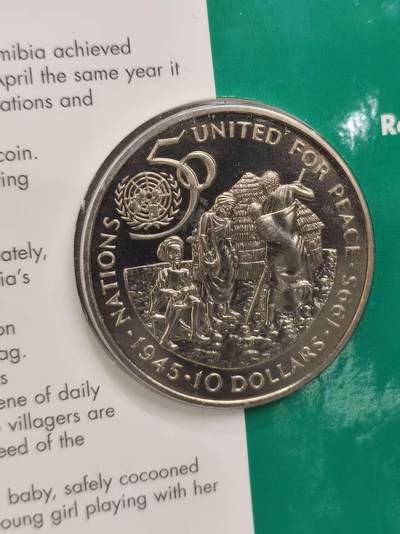 mibia achieved
April the same year it
ations and
coin.
ting
ately,
ia's
on
ag.
s
ene of daily
villagers are
eed of the
baby, safely cocooned
oung girl playing with her
NATIONS UNITED FOR PEACE
50
· 1945 · 10 DOLLARS · 1995 ·
Re